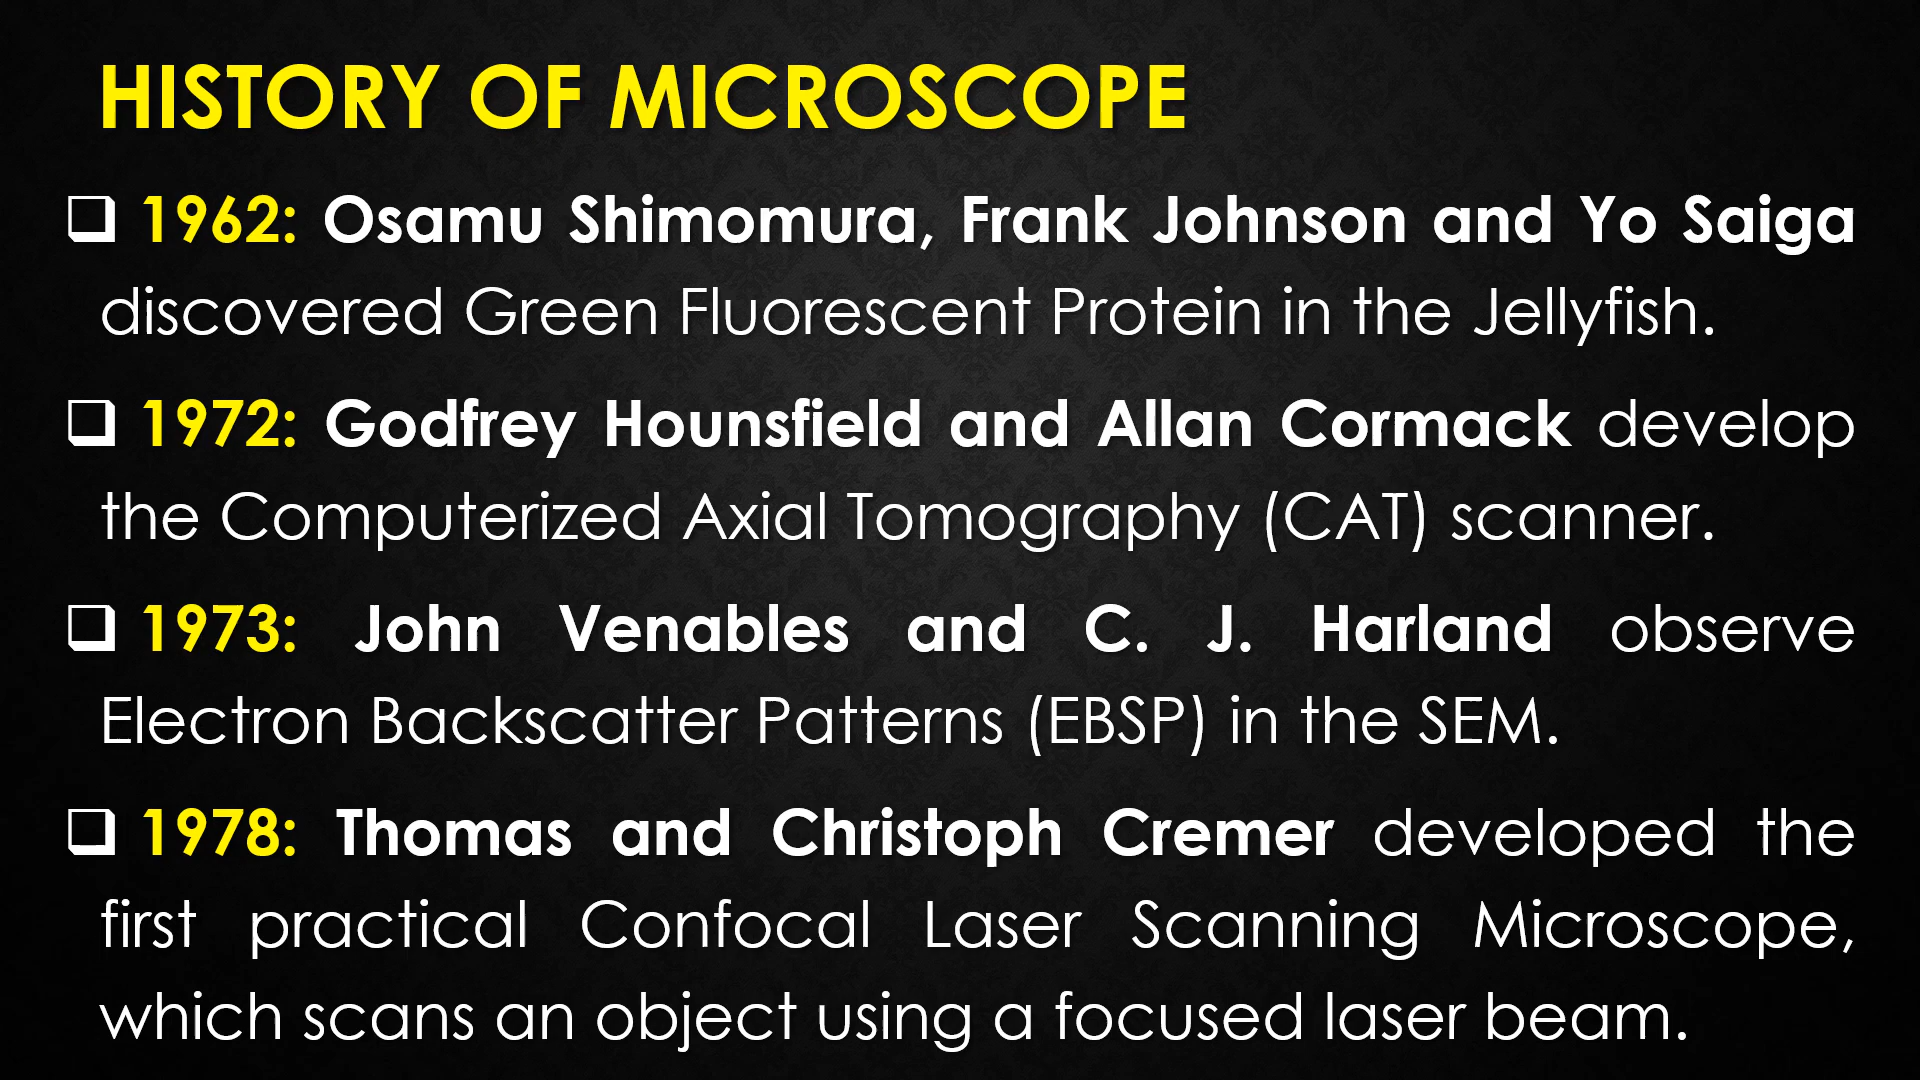 HISTORY OF MICROSCOPE
❑ 1962: Osamu Shimomura, Frank Johnson and Yo Saiga
discovered Green Fluorescent Protein in the Jellyfish.
❑ 1972: Godfrey Hounsfield and Allan Cormack develop
the Computerized Axial Tomography (CAT) scanner.
❑ 1973: John Venables and C. J. Harland observe
Electron Backscatter Patterns (EBSP) in the SEM.
❑ 1978: Thomas and Christoph Cremer developed the
first practical Confocal Laser Scanning Microscope,
which scans an object using a focused laser beam.